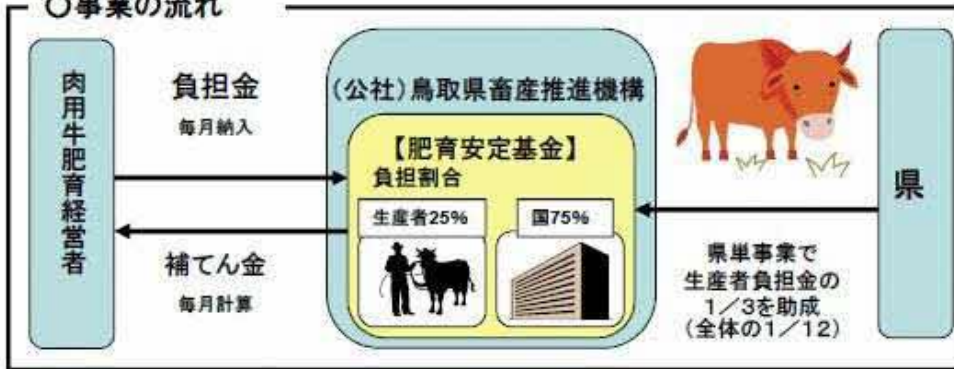 ○事業の流れ
肉用牛肥育経営者
負担金
毎月納入
補てん金
毎月計算
(公社)鳥取県畜産推進機構
【肥育安定基金】
負担割合
生産者25%
国75%
県単事業で
生産者負担金の
1/3を助成
(全体の1/12)
県